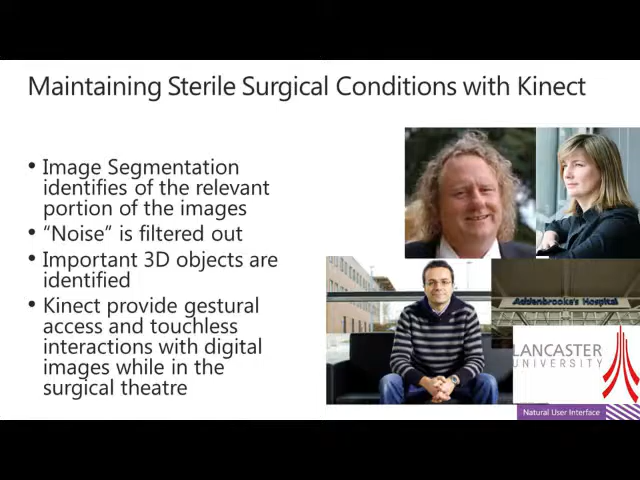 Maintaining Sterile Surgical Conditions with Kinect
• Image Segmentation
identifies of the relevant
portion of the images
• “Noise” is filtered out
• Important 3D objects are
identified
• Kinect provide gestural
access and touchless
interactions with digital
images while in the
surgical theatre
Addenbrooke's Hospital
LANCASTER
UNIVERSITY
Natural User Interface